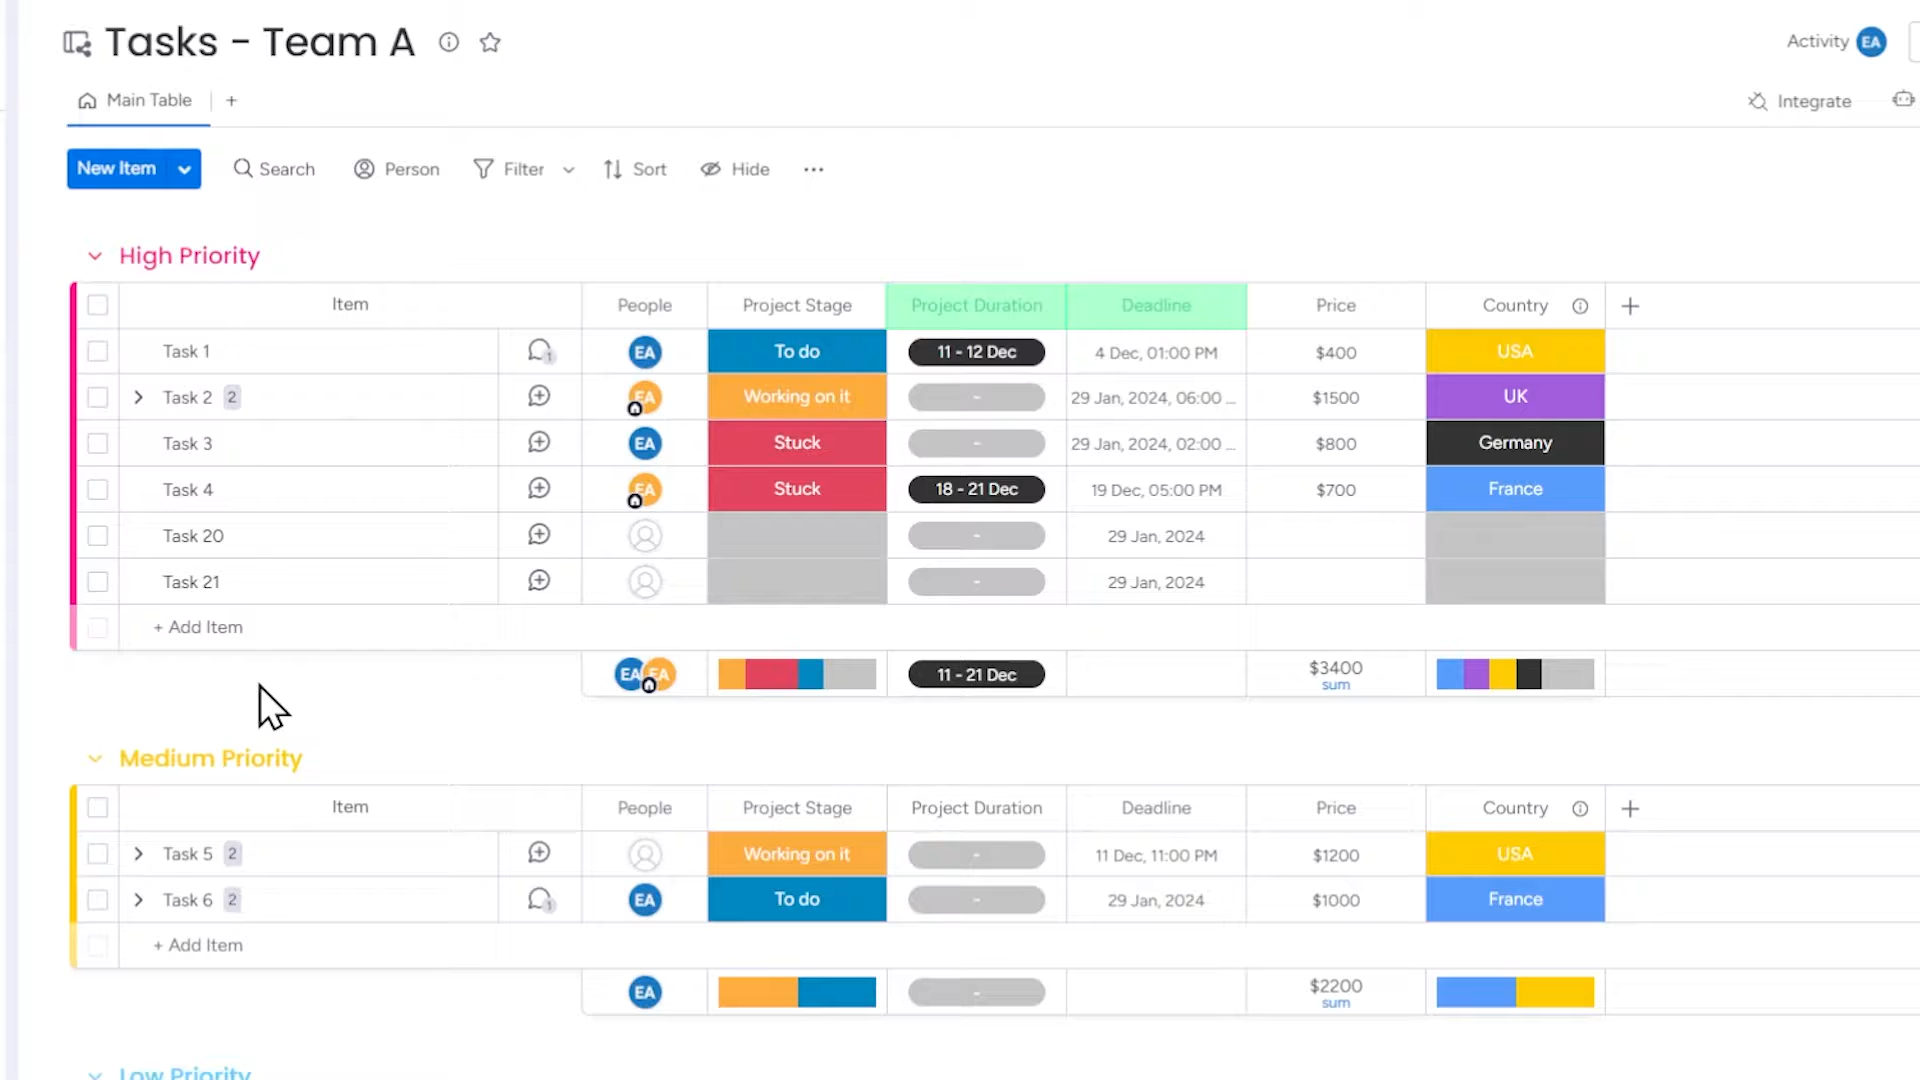 Tasks - Team A
Activity EA
Main Table +
Integrate
New Item Search Person Filter Sort Hide ...
High Priority
Item People Project Stage Project Duration Deadline Price Country +
Task 1 1 EA To do 11 - 12 Dec 4 Dec, 01:00 PM $400 USA
Task 2 2 EA Working on it - 29 Jan, 2024, 06:00 ... $1500 UK
Task 3 EA Stuck - 29 Jan, 2024, 02:00 ... $800 Germany
Task 4 EA Stuck 18 - 21 Dec 19 Dec, 05:00 PM $700 France
Task 20 - 29 Jan, 2024
Task 21 - 29 Jan, 2024
+ Add Item
EA EA 11 - 21 Dec $3400
sum
Medium Priority
Item People Project Stage Project Duration Deadline Price Country +
Task 5 2 Working on it - 11 Dec, 11:00 PM $1200 USA
Task 6 2 1 EA To do - 29 Jan, 2024 $1000 France
+ Add Item
EA - $2200
sum
Low Priority